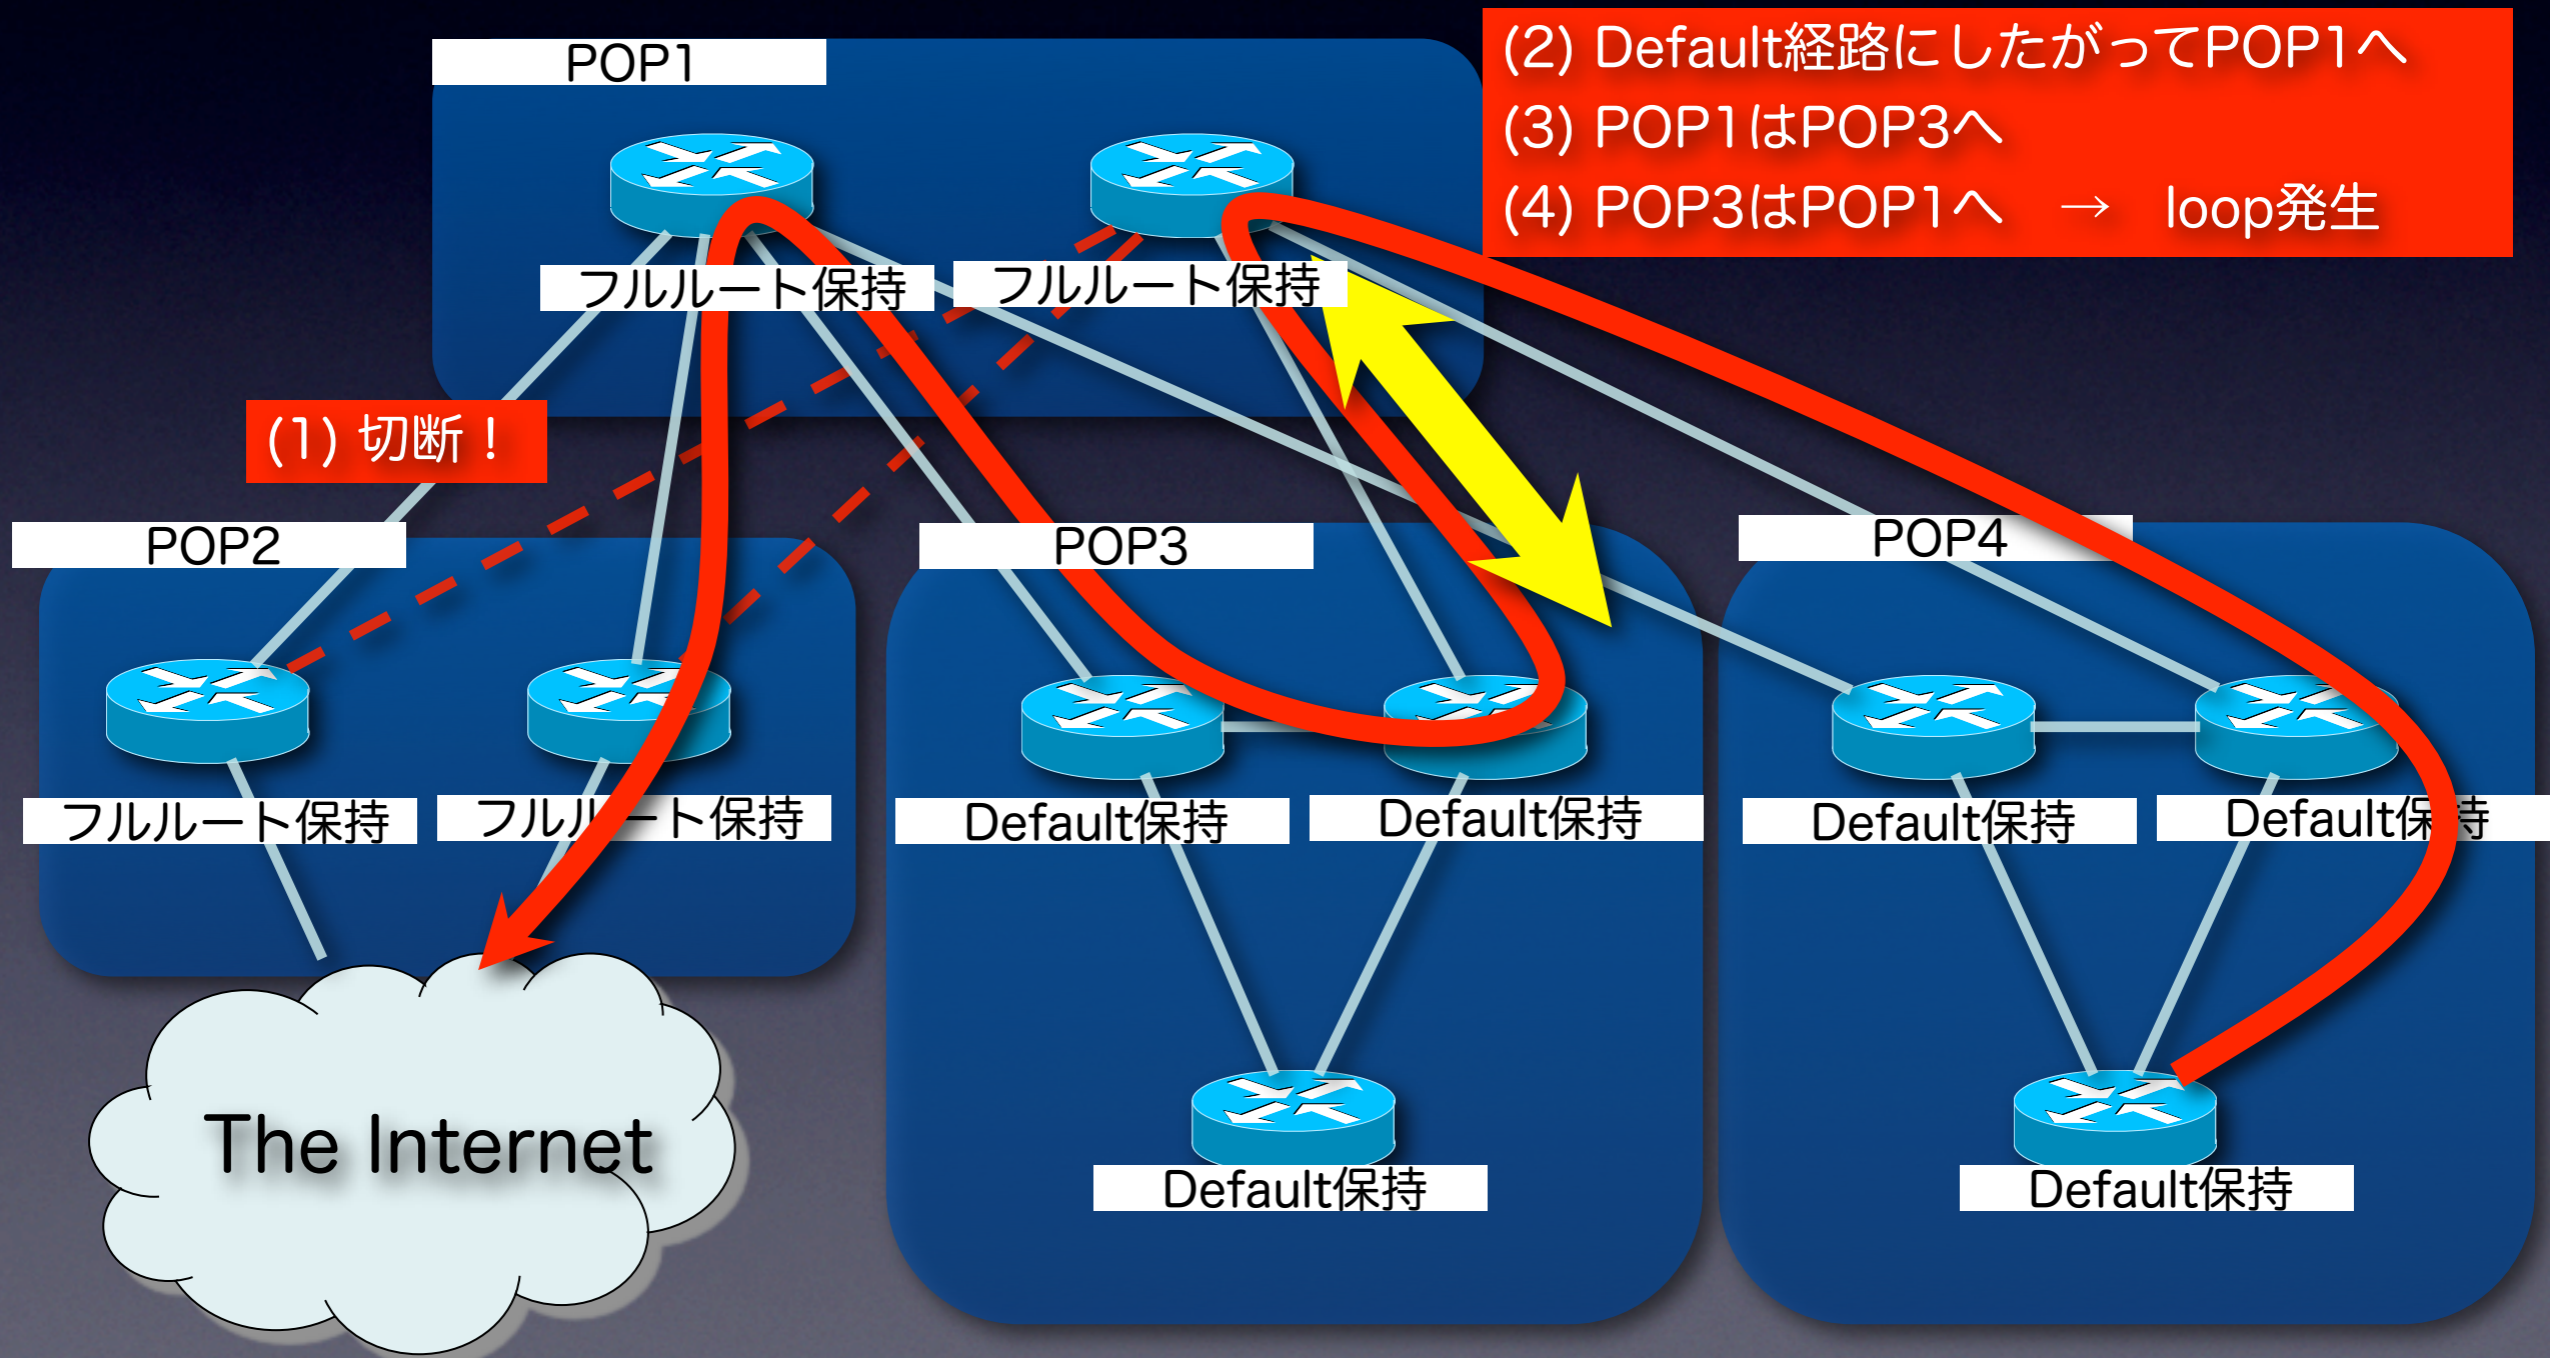 POP1
(2) Default経路にしたがってPOP1へ
(3) POP1はPOP3へ
(4) POP3はPOP1へ　→　loop発生
フルルート保持
フルルート保持
(1) 切断！
POP2
POP3
POP4
フルルート保持
フルルート保持
Default保持
Default保持
Default保持
Default保持
The Internet
Default保持
Default保持